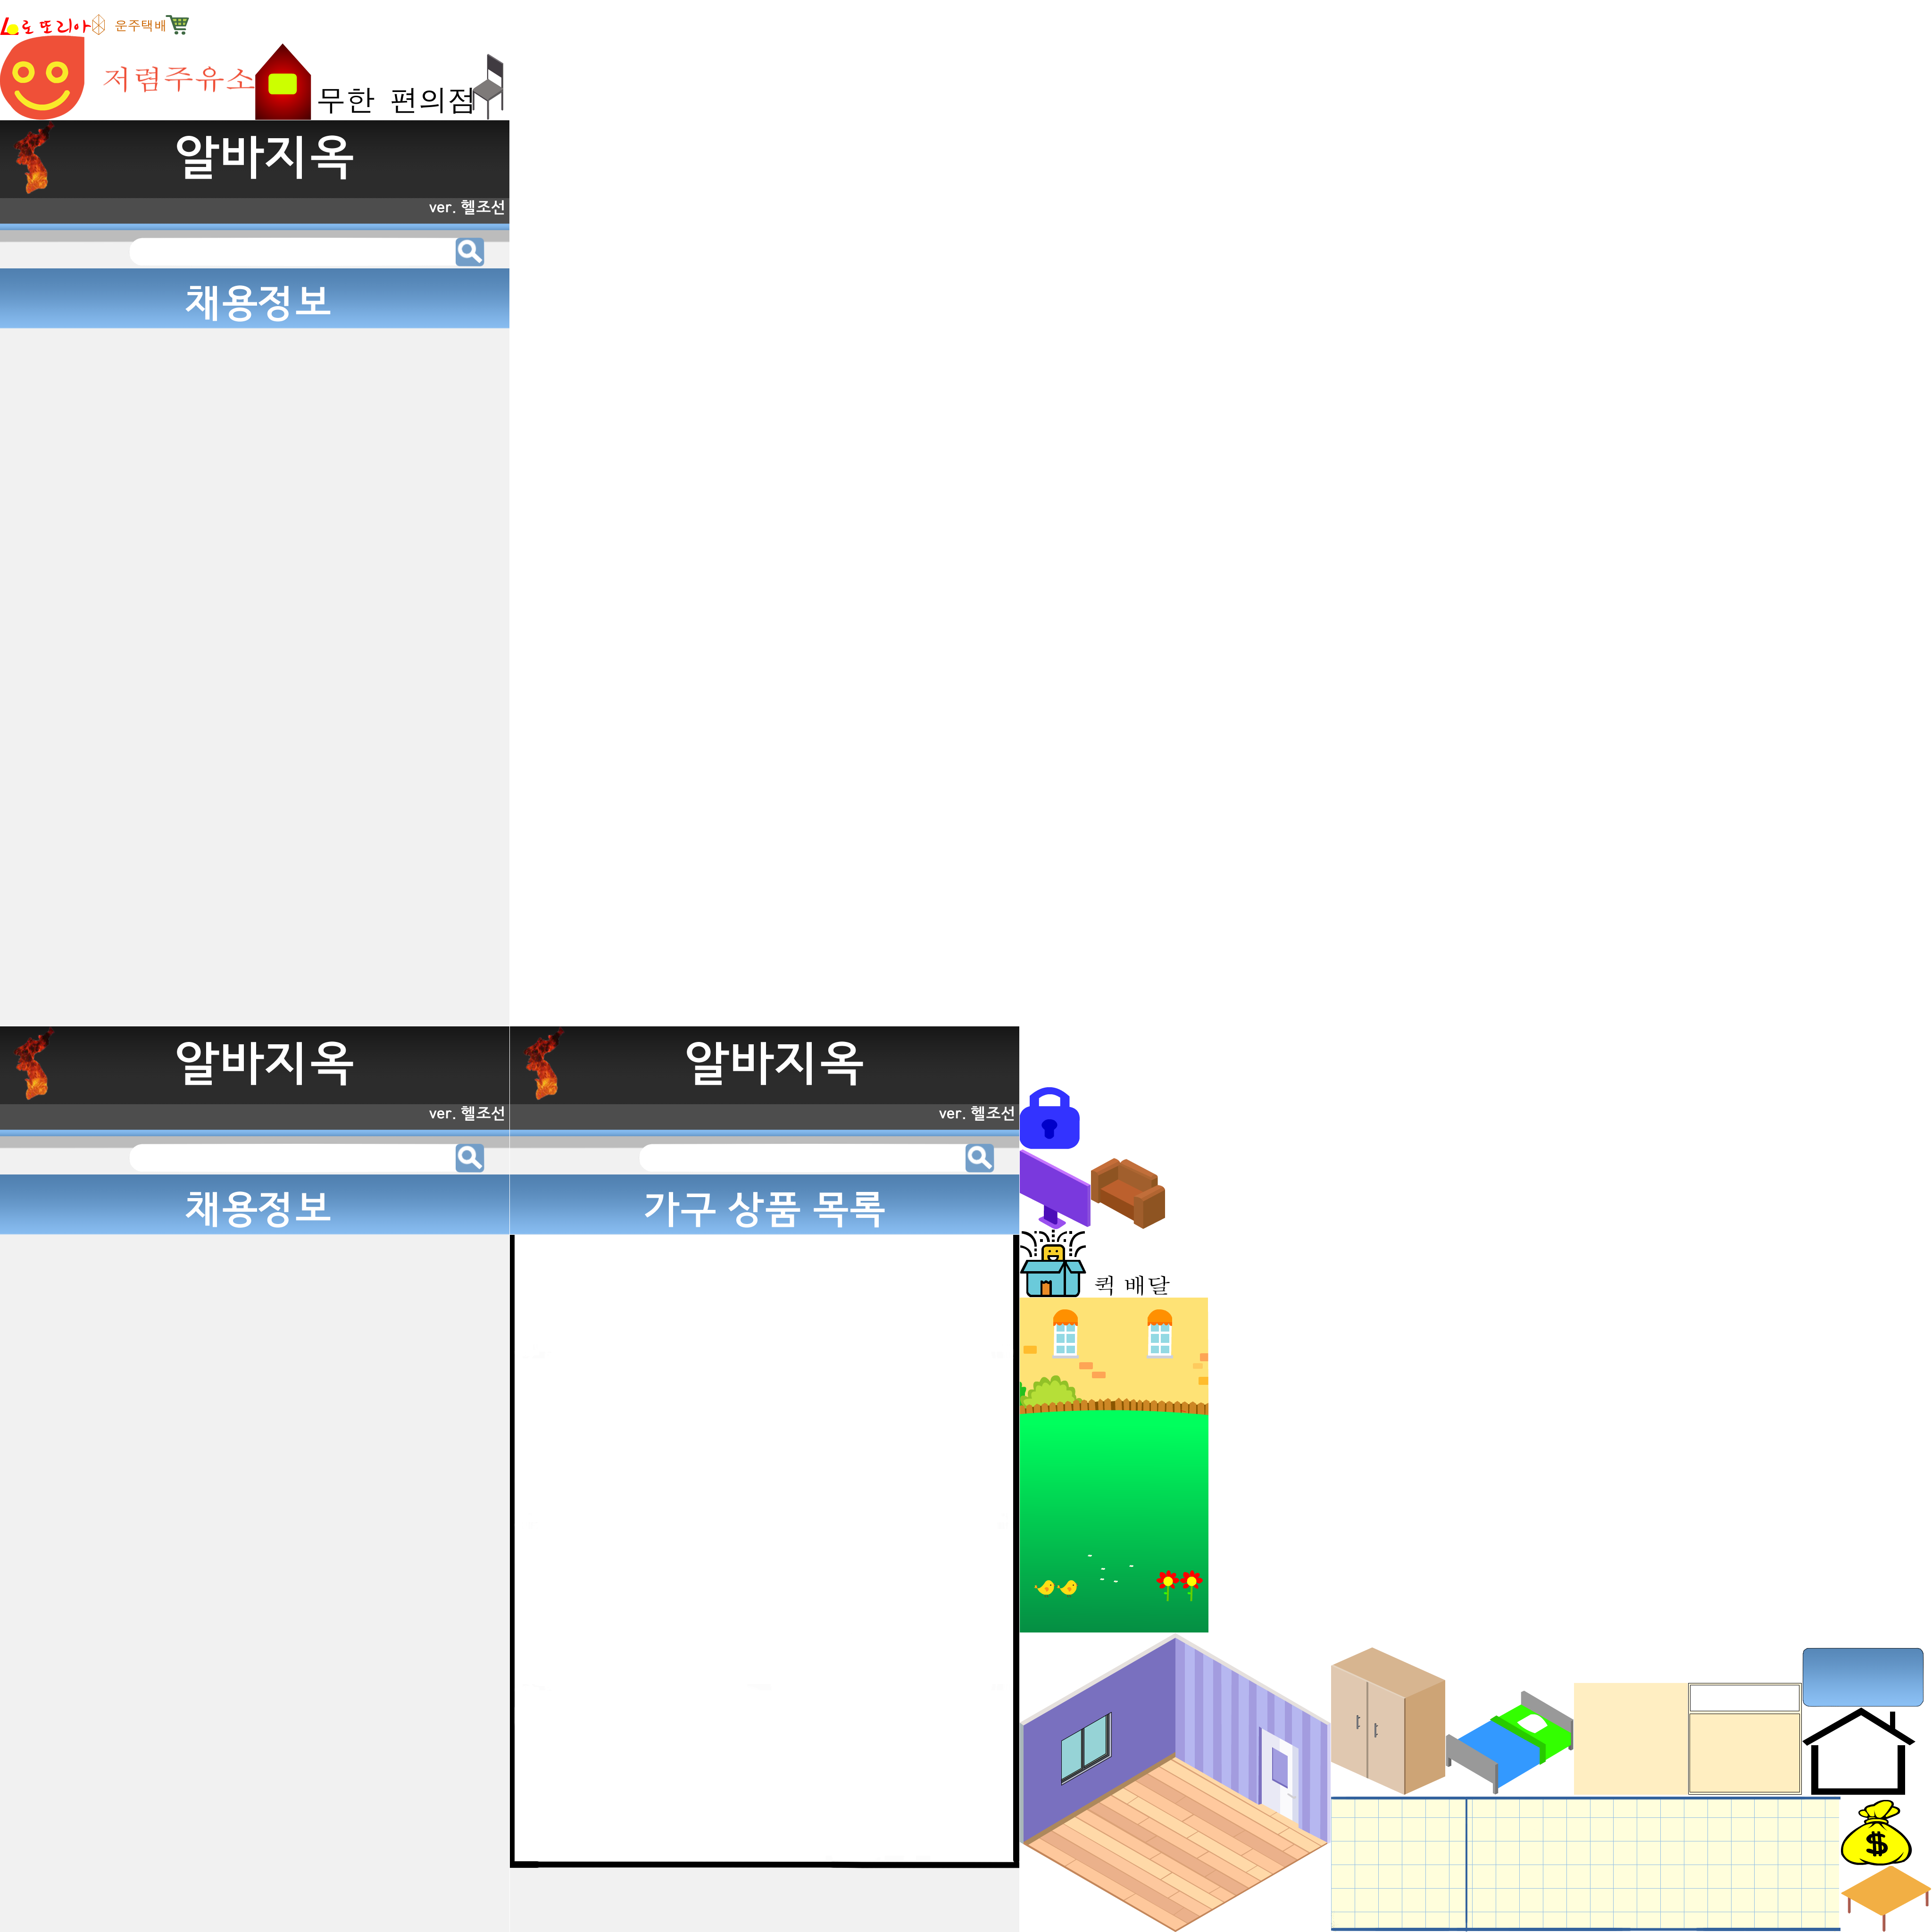 로또리아
운주택배
저렴주유소
무한 편의점
알바지옥
ver. 헬조선
채용정보
알바지옥
ver. 헬조선
채용정보
알바지옥
ver. 헬조선
가구 상품 목록
퀵 배달
$